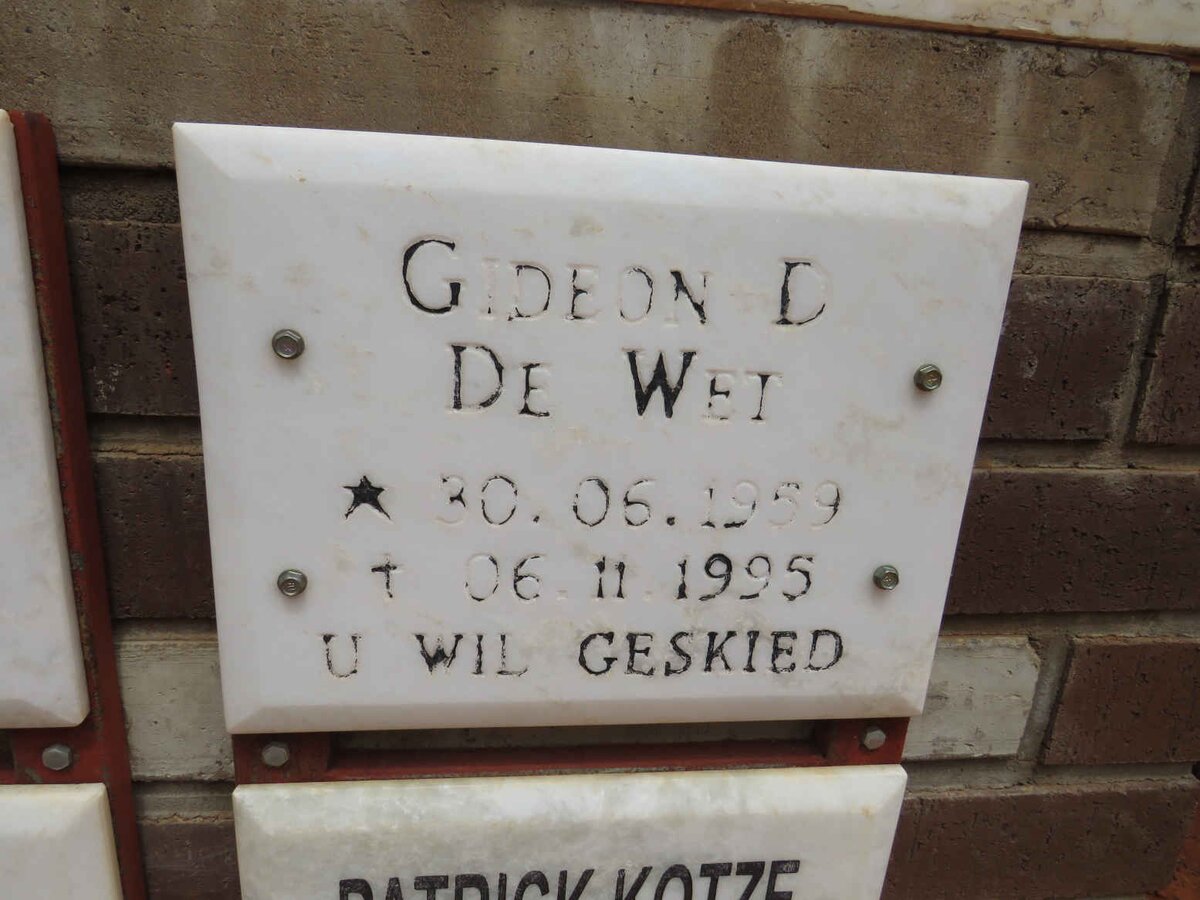 GIDEON D
DE WET
★ 30.06.1959
† 06.11.1995
U WIL GESKIED
PATRICK KOTZE